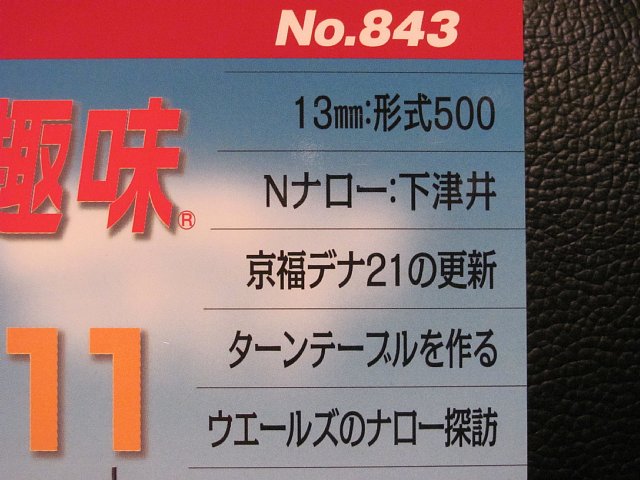 No.843
趣味®
13㎜:形式500
Nナロー:下津井
京福デナ21の更新
11
ターンテーブルを作る
ウエールズのナロー探訪